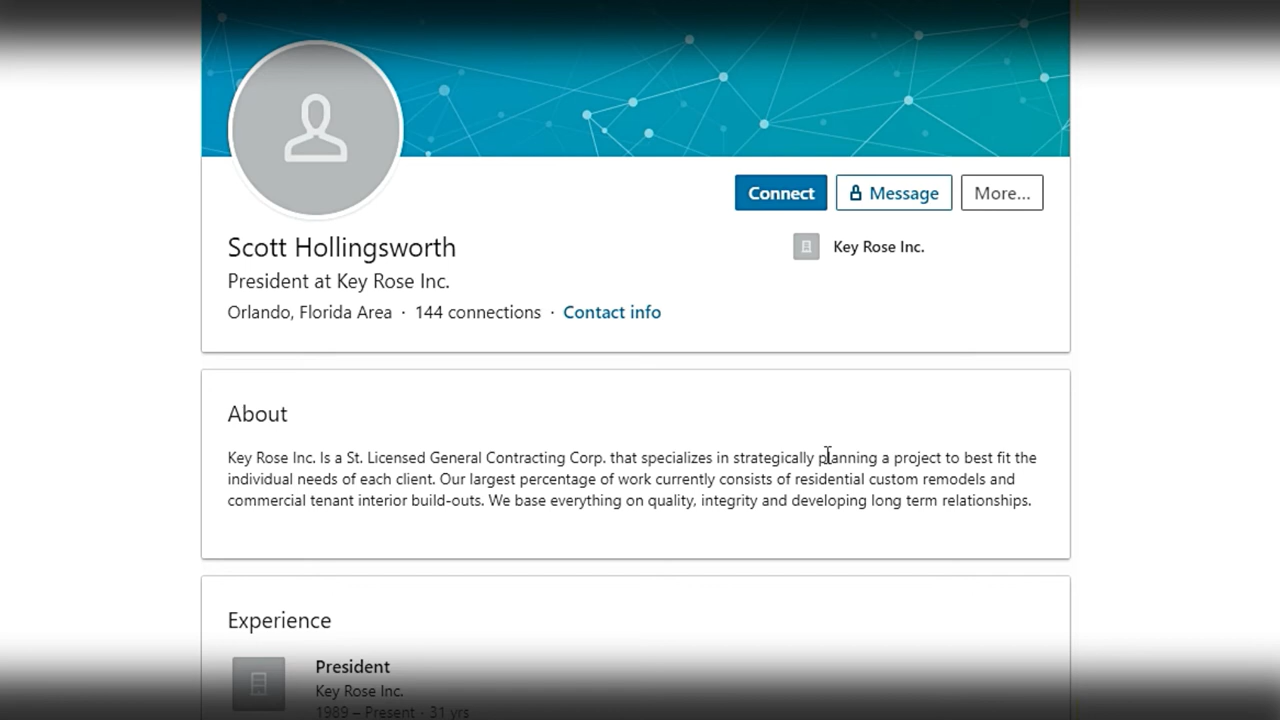 Connect
Message
More...
Scott Hollingsworth
Key Rose Inc.
President at Key Rose Inc.
Orlando, Florida Area · 144 connections · Contact info
About
Key Rose Inc. Is a St. Licensed General Contracting Corp. that specializes in strategically planning a project to best fit the
individual needs of each client. Our largest percentage of work currently consists of residential custom remodels and
commercial tenant interior build-outs. We base everything on quality, integrity and developing long term relationships.
Experience
President
Key Rose Inc.
1989 – Present · 31 yrs